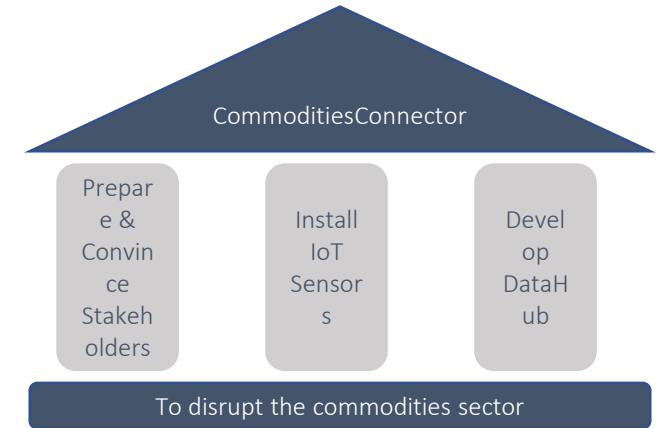 CommoditiesConnector
Prepar
e &
Convin
ce
Stakeh
olders
Install
IoT
Sensor
s
Devel
op
DataH
ub
To disrupt the commodities sector